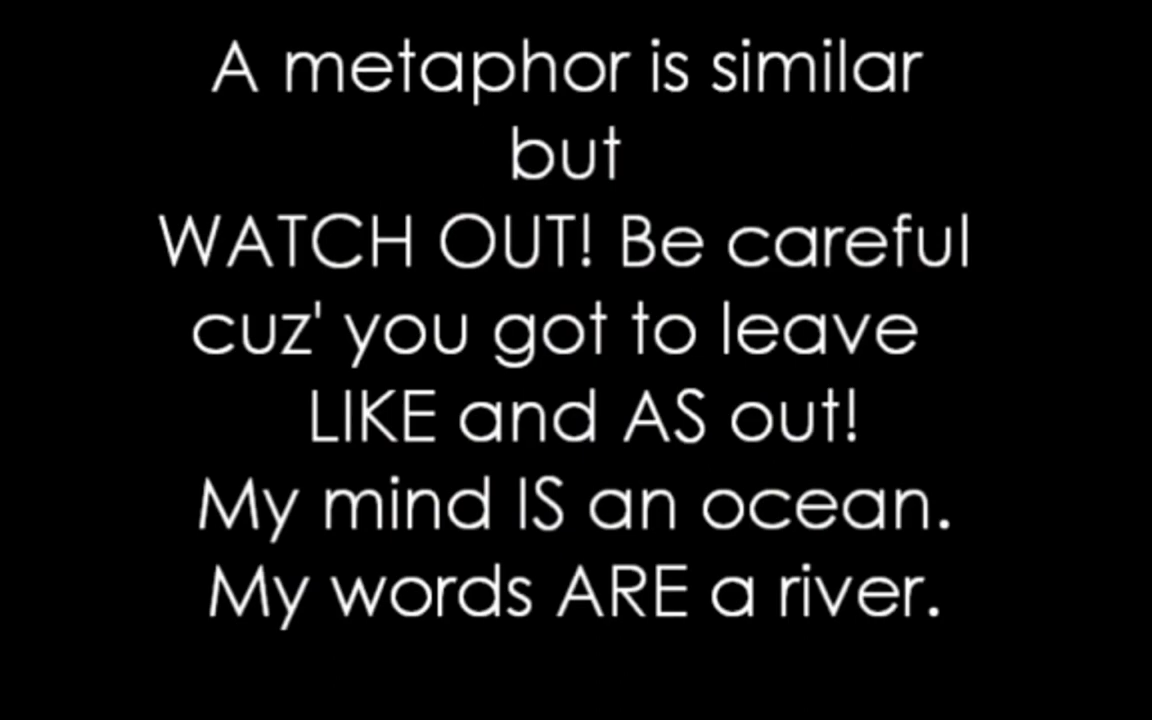 A metaphor is similar
but
WATCH OUT! Be careful
cuz' you got to leave
LIKE and AS out!
My mind IS an ocean.
My words ARE a river.